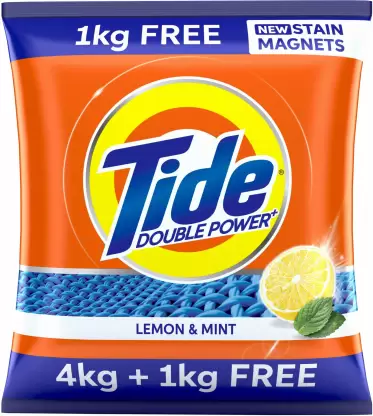 1kg FREE
NEW STAIN
MAGNETS
Tide®
DOUBLE POWER+
LEMON & MINT
4kg + 1kg FREE